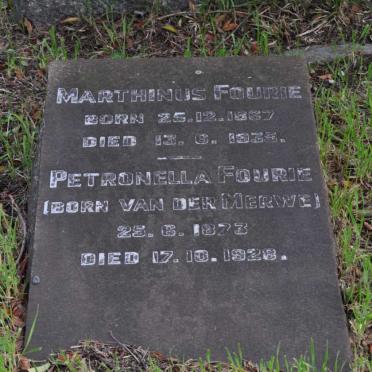 MARTHINUS FOURIE
BORN 25.12.1867
DIED 13.6.1935.
PETRONELLA FOURIE
(BORN VAN DER MERWE)
25.6.1873
DIED 17.10.1928.